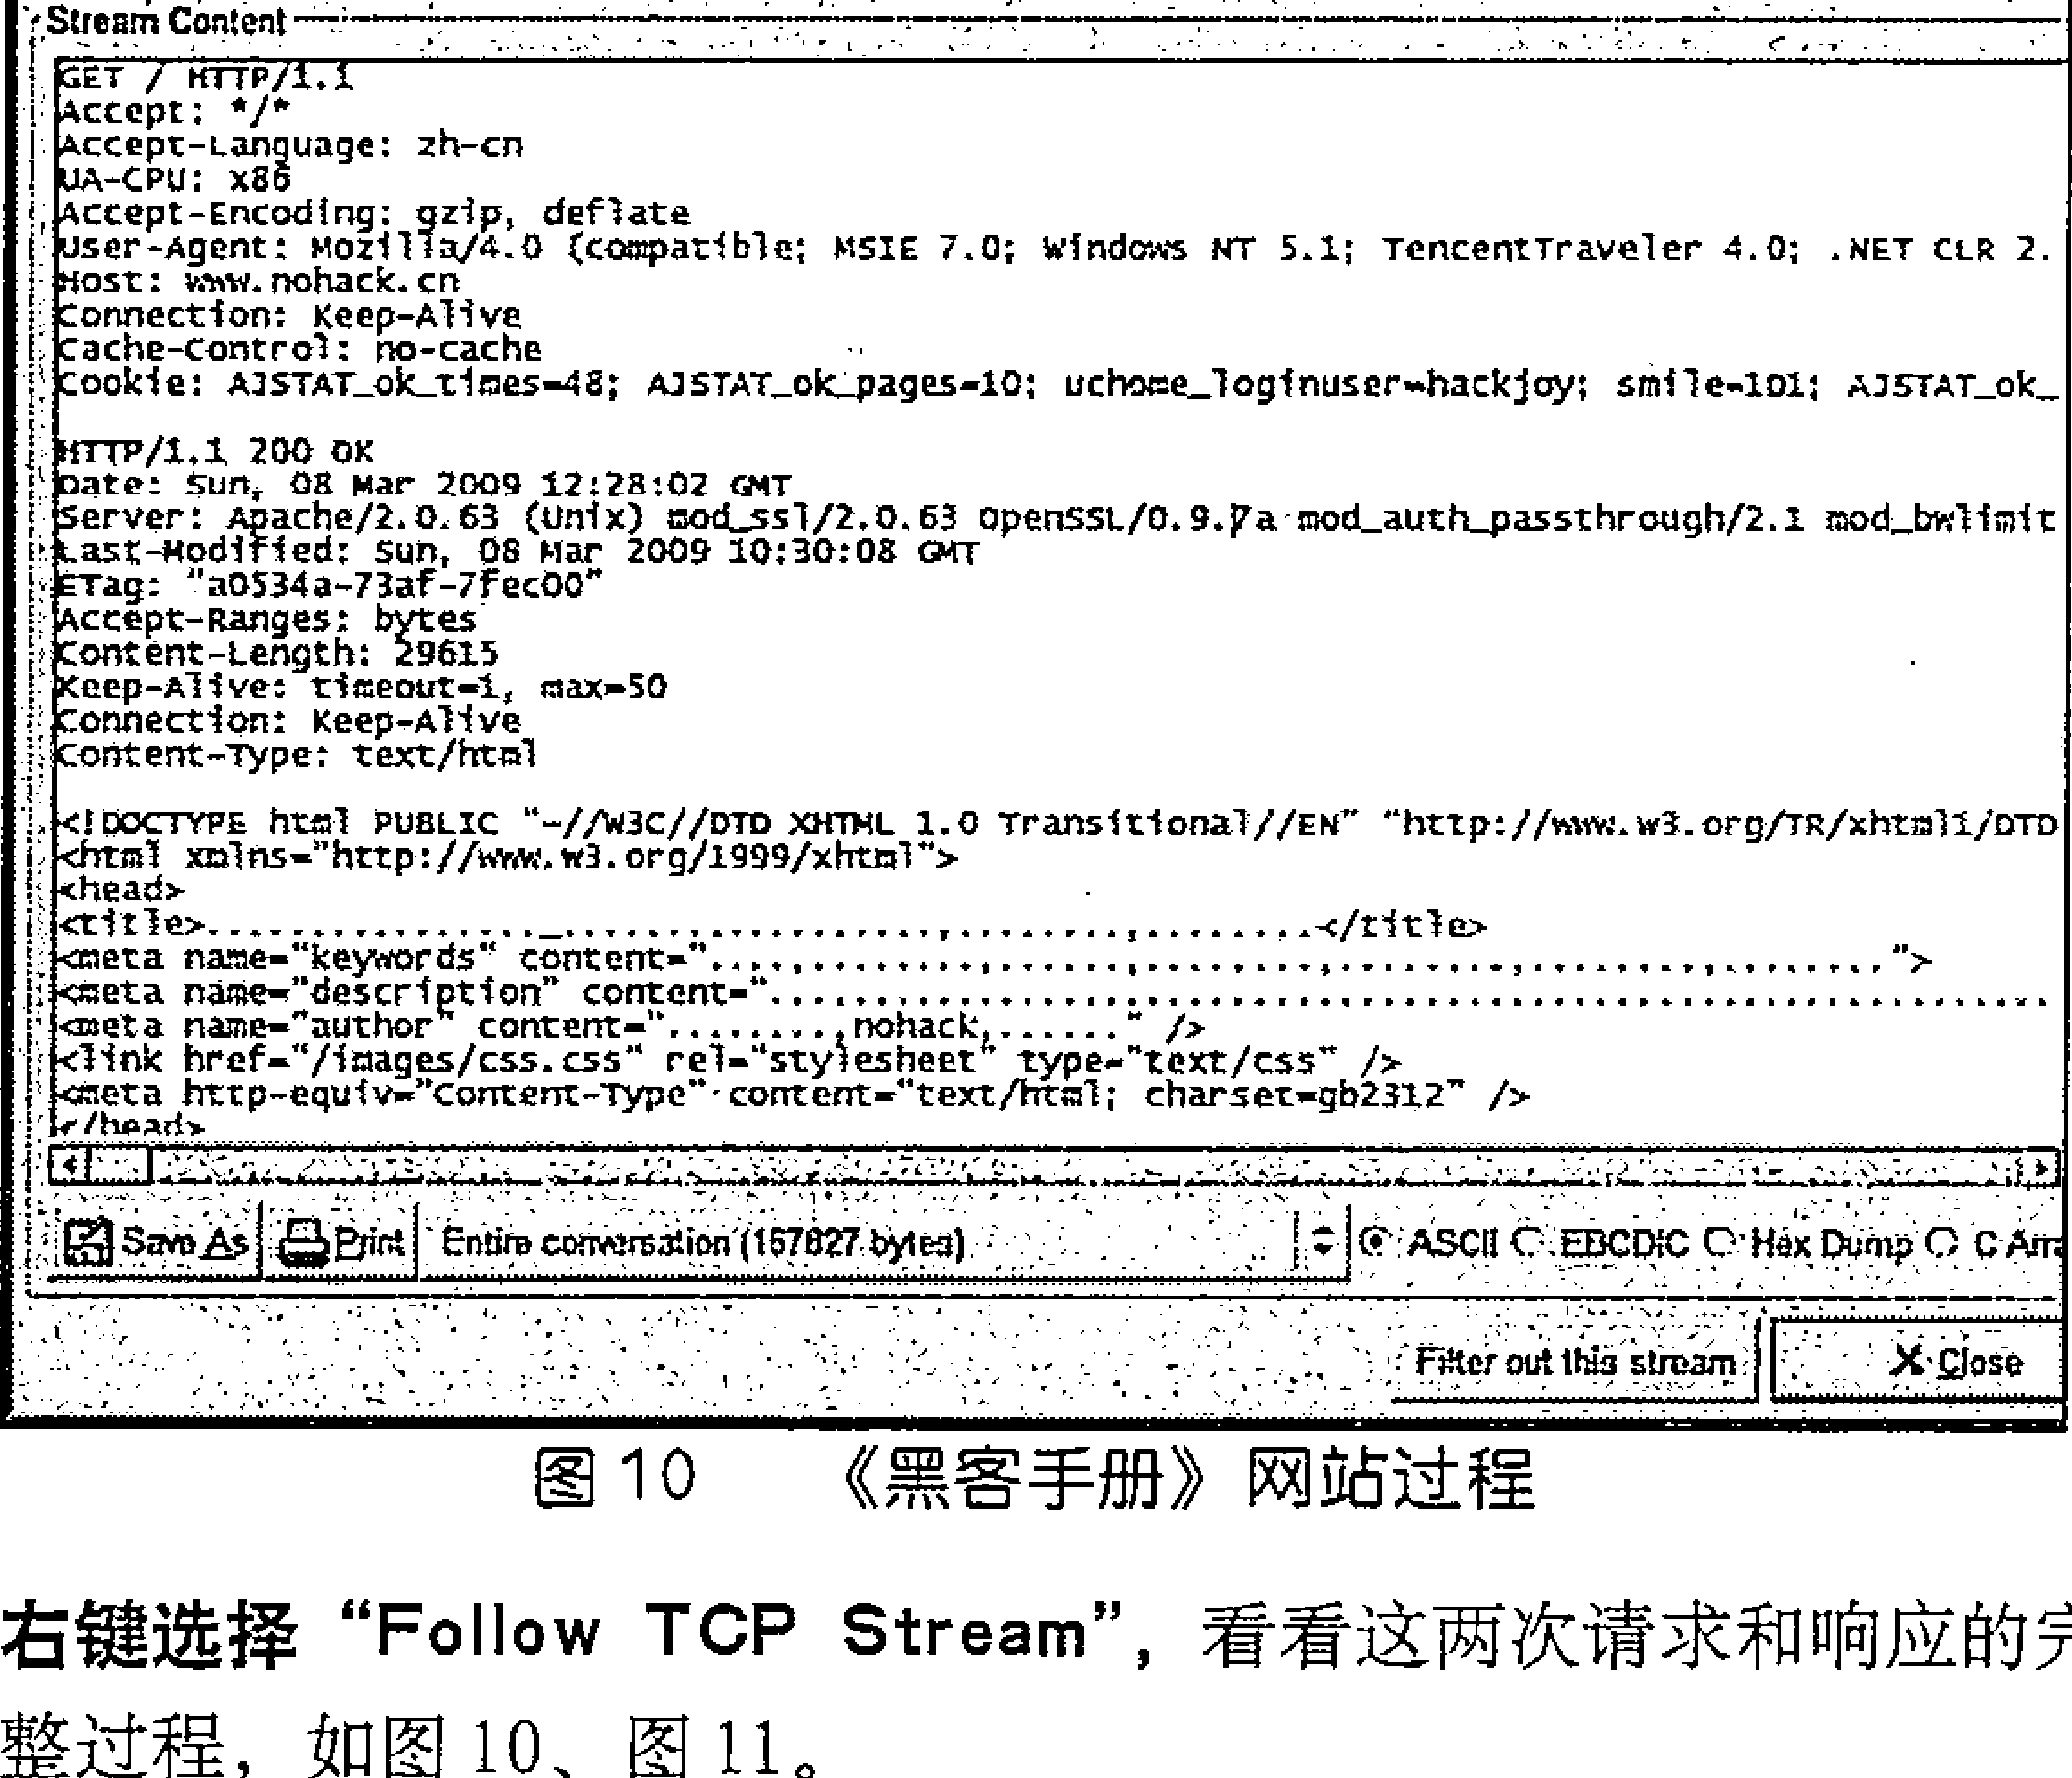 Stream Content
GET / HTTP/1.1
Accept: */*
Accept-Language: zh-cn
UA-CPU: x86
Accept-Encoding: gzip, deflate
User-Agent: Mozilla/4.0 (compatible; MSIE 7.0; Windows NT 5.1; TencentTraveler 4.0; .NET CLR 2.
Host: www.nohack.cn
Connection: Keep-Alive
Cache-Control: no-cache
Cookie: AJSTAT_ok_times=48; AJSTAT_ok_pages=10; uchome_loginuser=hackjoy; smile=1D1; AJSTAT_ok_
HTTP/1.1 200 OK
Date: Sun, 08 Mar 2009 12:28:02 GMT
Server: Apache/2.0.63 (Unix) mod_ssl/2.0.63 OpenSSL/0.9.7a mod_auth_passthrough/2.1 mod_bwlimit
Last-Modified: Sun, 08 Mar 2009 10:30:08 GMT
ETag: "a0534a-73af-7fec00"
Accept-Ranges: bytes
Content-Length: 29615
Keep-Alive: timeout=1, max=50
Connection: Keep-Alive
Content-Type: text/html
<!DOCTYPE html PUBLIC "-//W3C//DTD XHTML 1.0 Transitional//EN" "http://www.w3.org/TR/xhtml1/DTD
<html xmlns="http://www.w3.org/1999/xhtml">
<head>
<title>................_..................,........,.........</title>
<meta name="keywords" content="....,.........,.......,.........,.........,.........,.........">
<meta name="description" content="..............................................................
<meta name="author" content=".........,nohack,......" />
<link href="/images/css.css" rel="stylesheet" type="text/css" />
<meta http-equiv="Content-Type" content="text/html; charset=gb2312" />
</head>
Save As Print Entire conversation (167827 bytes) ASCII EBCDIC Hex Dump C Arra
Filter out this stream Close
图 10 《黑客手册》网站过程
右键选择“Follow TCP Stream”，看看这两次请求和响应的完
整过程，如图 10、图 11。